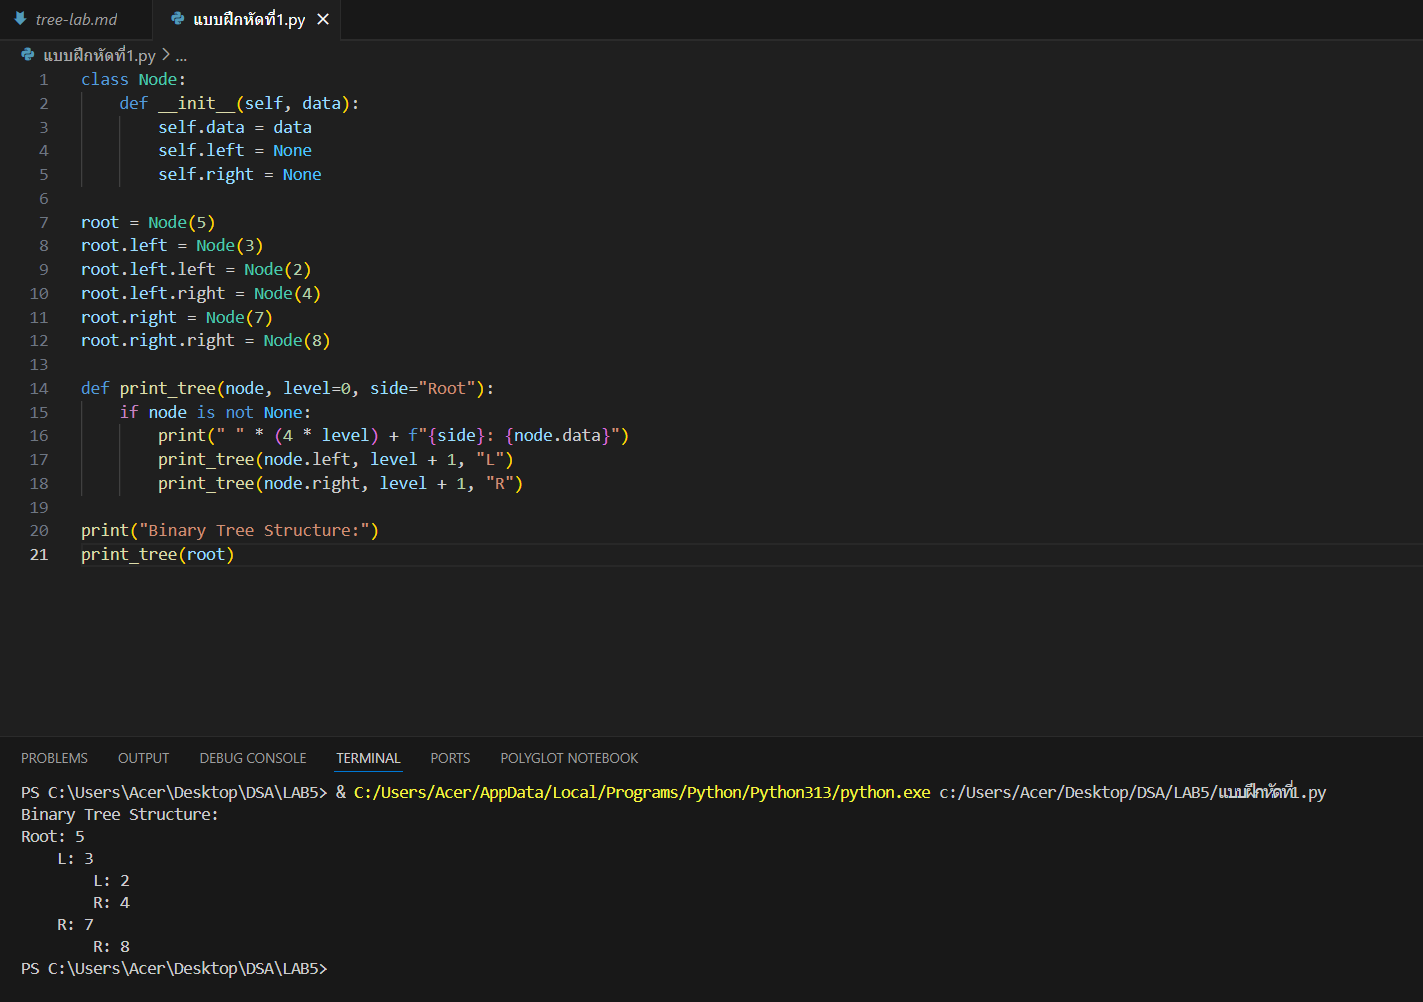 tree-lab.md
แบบฝึกหัดที่1.py
แบบฝึกหัดที่1.py > ...
1 class Node:
2     def __init__(self, data):
3         self.data = data
4         self.left = None
5         self.right = None
6
7 root = Node(5)
8 root.left = Node(3)
9 root.left.left = Node(2)
10 root.left.right = Node(4)
11 root.right = Node(7)
12 root.right.right = Node(8)
13
14 def print_tree(node, level=0, side="Root"):
15     if node is not None:
16         print(" " * (4 * level) + f"{side}: {node.data}")
17         print_tree(node.left, level + 1, "L")
18         print_tree(node.right, level + 1, "R")
19
20 print("Binary Tree Structure:")
21 print_tree(root)
PROBLEMS OUTPUT DEBUG CONSOLE TERMINAL PORTS POLYGLOT NOTEBOOK
PS C:\Users\Acer\Desktop\DSA\LAB5> & C:/Users/Acer/AppData/Local/Programs/Python/Python313/python.exe c:/Users/Acer/Desktop/DSA/LAB5/แบบฝึกหัดที่1.py
Binary Tree Structure:
Root: 5
    L: 3
        L: 2
        R: 4
    R: 7
        R: 8
PS C:\Users\Acer\Desktop\DSA\LAB5>